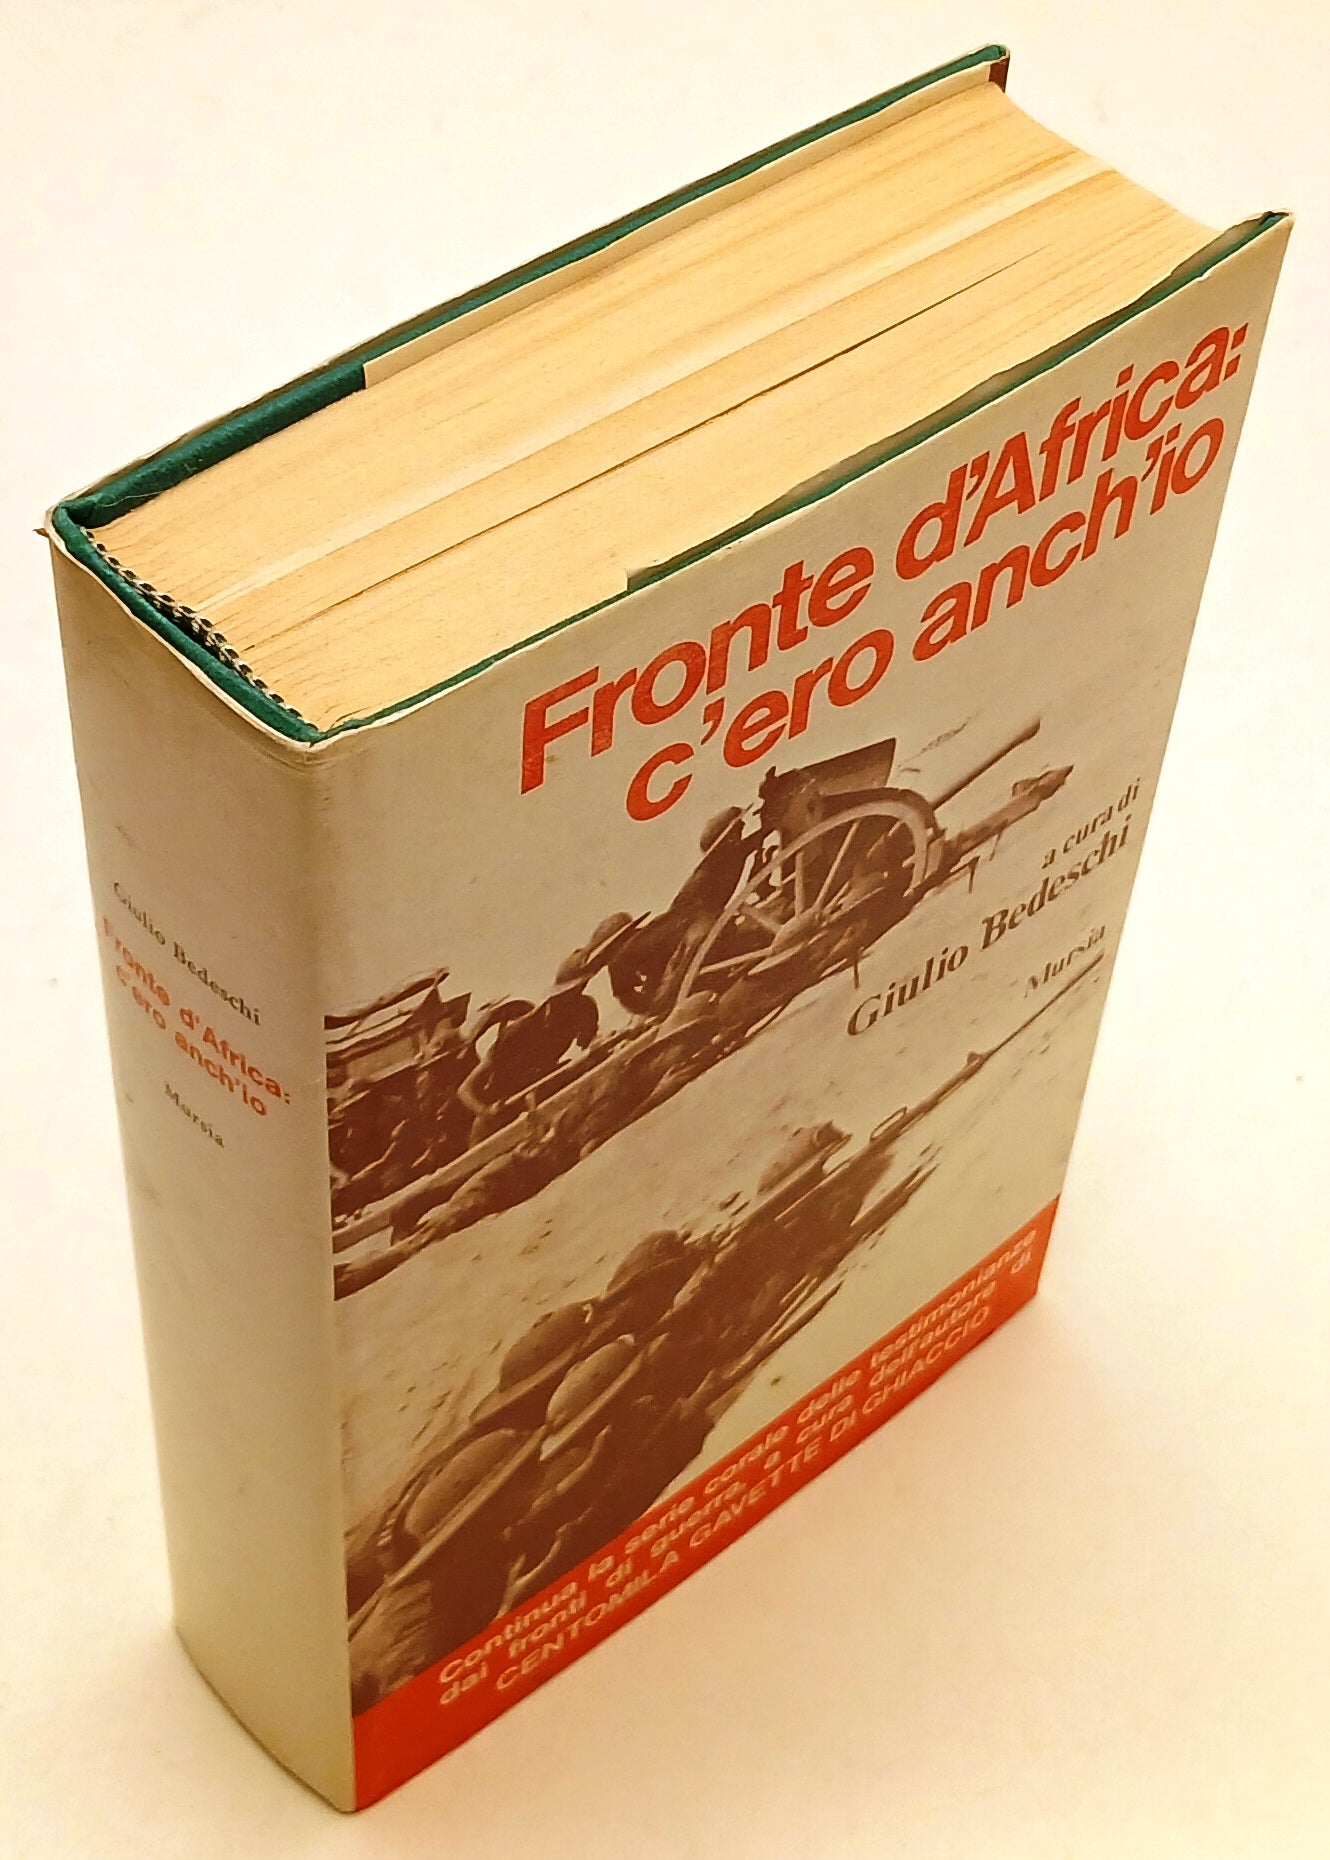 Fronte d'Africa:
c'ero anch'io
a cura di
Giulio Bedeschi
Mursia
Continua la serie corale delle testimonianze
dai fronti di guerra, a cura dell'autore di
CENTOMILA GAVETTE DI GHIACCIO
Giulio Bedeschi
Fronte d'Africa:
c'ero anch'io
Mursia